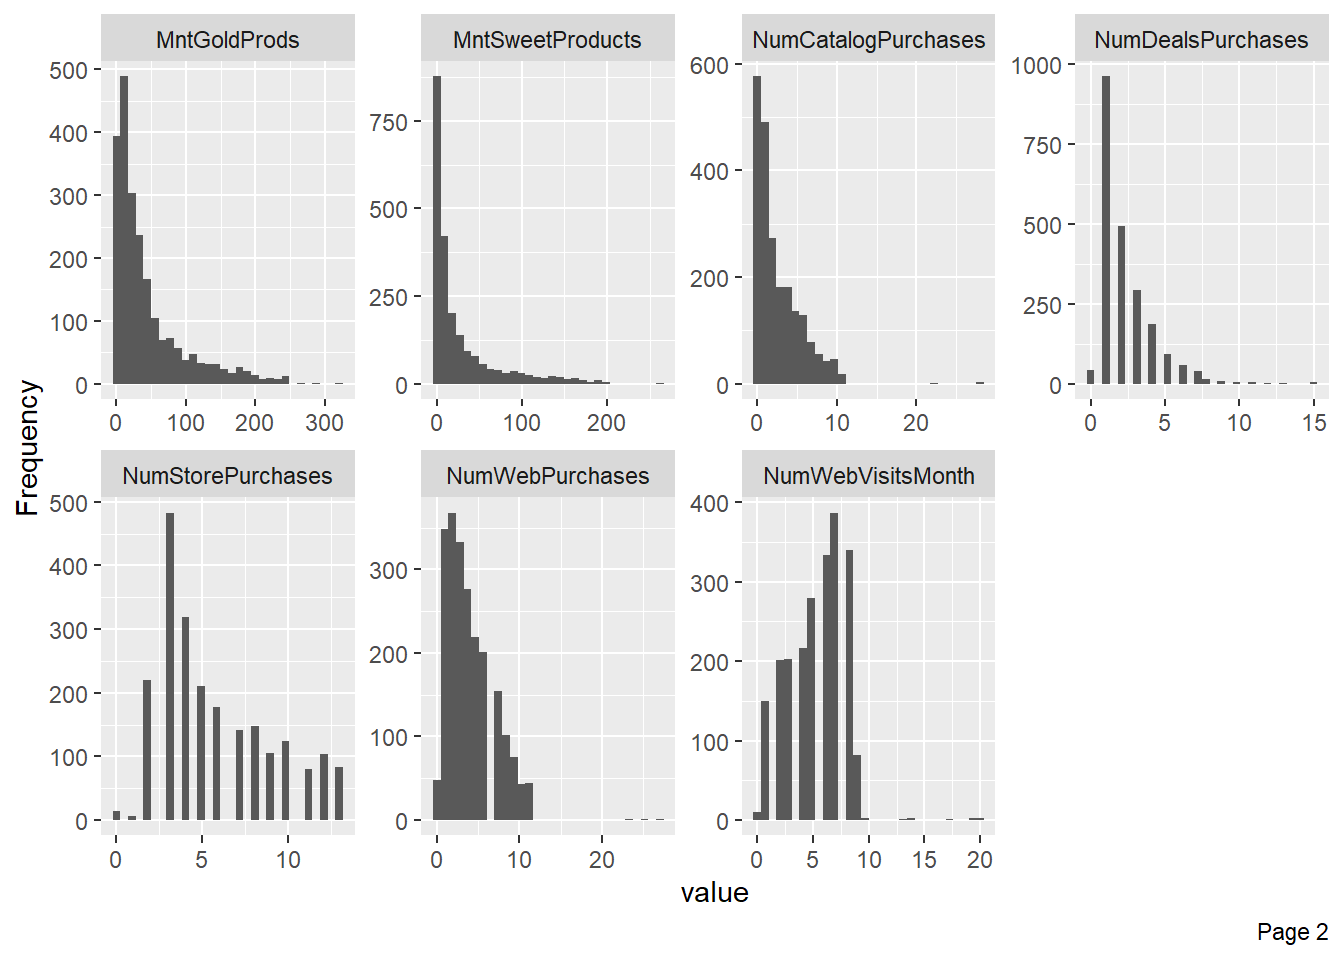 MntGoldProds
MntSweetProducts
NumCatalogPurchases
NumDealsPurchases
500
400
300
200
100
0
0 100 200 300
750
500
250
0
0 100 200
600
400
200
0
0 10 20
1000
750
500
250
0
0 5 10 15
Frequency
NumStorePurchases
NumWebPurchases
NumWebVisitsMonth
500
400
300
200
100
0
0 5 10
300
200
100
0
0 10 20
400
300
200
100
0
0 5 10 15 20
value
Page 2